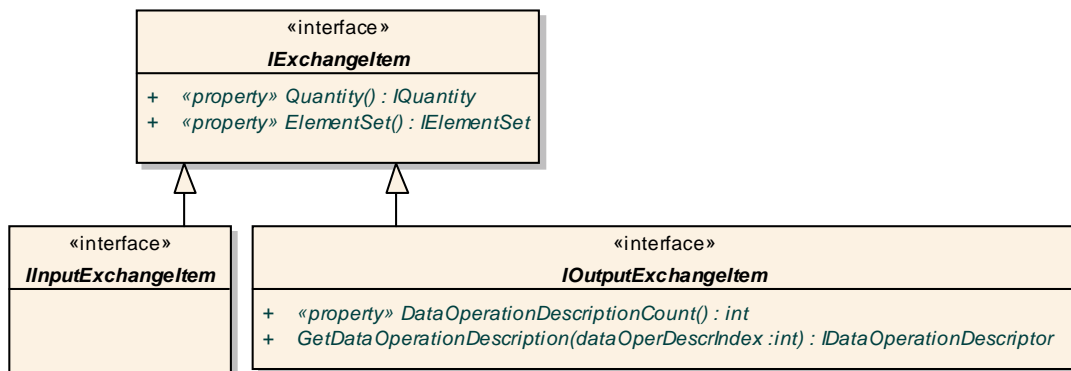 «interface»
IExchangeItem
+ «property» Quantity() : IQuantity
+ «property» ElementSet() : IElementSet
«interface»
IInputExchangeItem
«interface»
IOutputExchangeItem
+ «property» DataOperationDescriptionCount() : int
+ GetDataOperationDescription(dataOperDescrIndex :int) : IDataOperationDescriptor